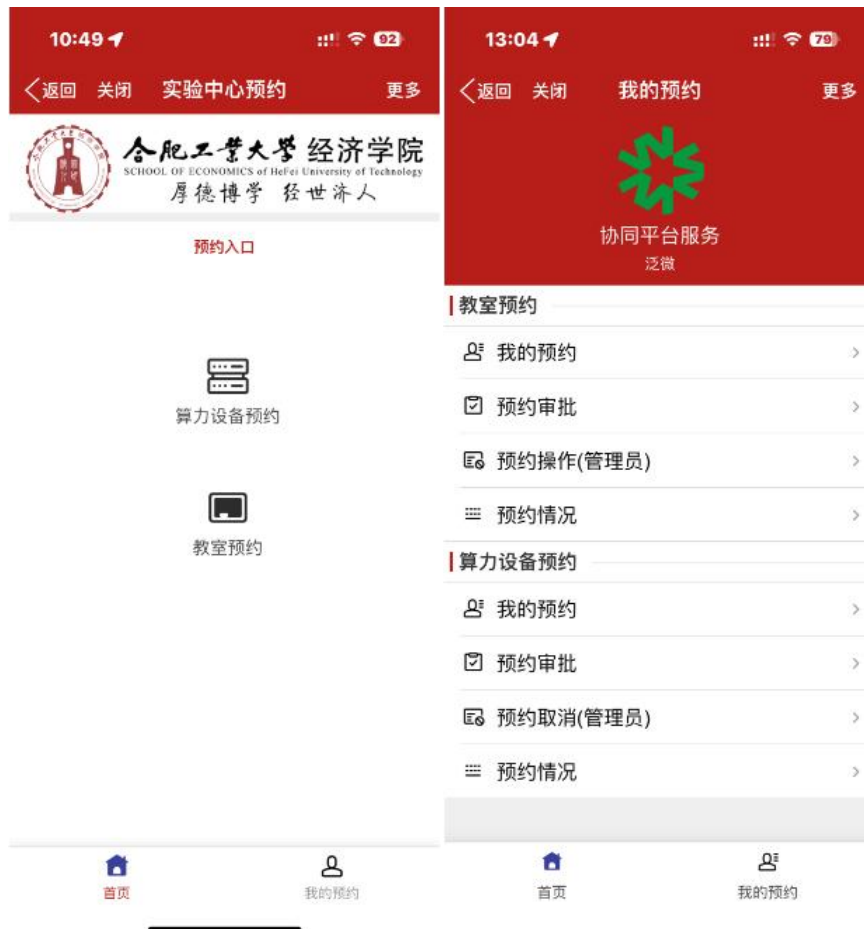 10:49
92
返回 关闭 实验中心预约 更多
合肥工业大学 经济学院
SCHOOL OF ECONOMICS of HeFei University of Technology
厚德博学 经世济人
预约入口
算力设备预约
教室预约
首页
我的预约
13:04
79
返回 关闭 我的预约 更多
协同平台服务
泛微
教室预约
我的预约
预约审批
预约操作(管理员)
预约情况
算力设备预约
我的预约
预约审批
预约取消(管理员)
预约情况
首页
我的预约